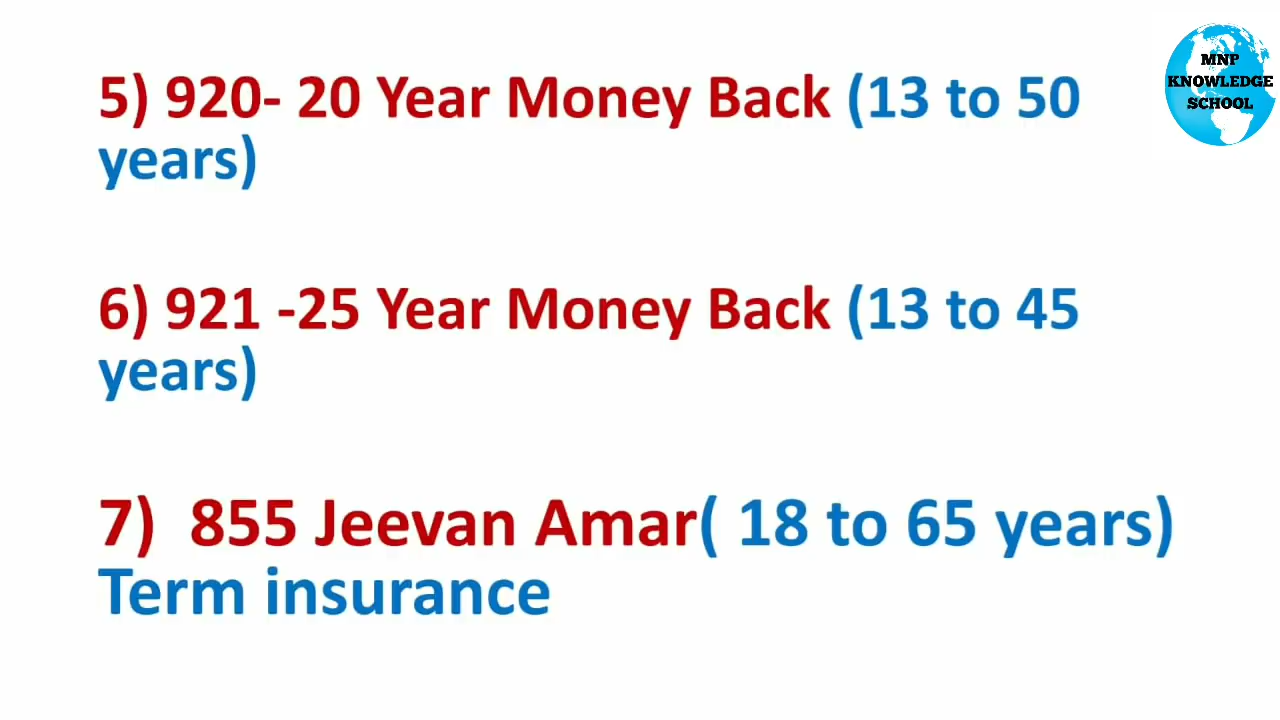 MNP
KNOWLEDGE
SCHOOL
5) 920- 20 Year Money Back (13 to 50
years)
6) 921 -25 Year Money Back (13 to 45
years)
7)  855 Jeevan Amar( 18 to 65 years)
Term insurance